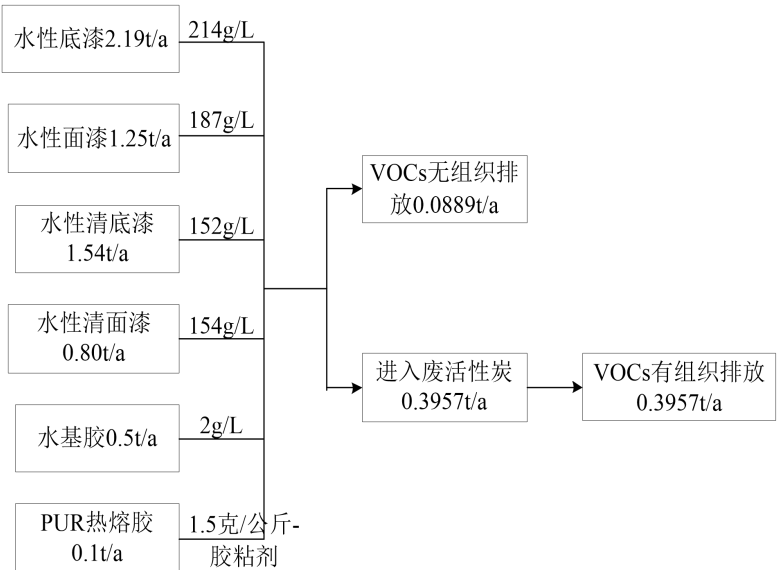 水性底漆2.19t/a
214g/L
水性面漆1.25t/a
187g/L
水性清底漆
1.54t/a
152g/L
水性清面漆
0.80t/a
154g/L
水基胶0.5t/a
2g/L
PUR热熔胶
0.1t/a
1.5克/公斤-
胶粘剂
VOCs无组织排
放0.0889t/a
进入废活性炭
0.3957t/a
VOCs有组织排放
0.3957t/a